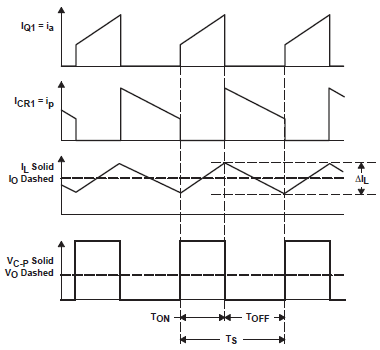 IQ1 = ia
ICR1 = ip
IL Solid
IO Dashed
ΔIL
VC-P Solid
VO Dashed
TON
TOFF
TS